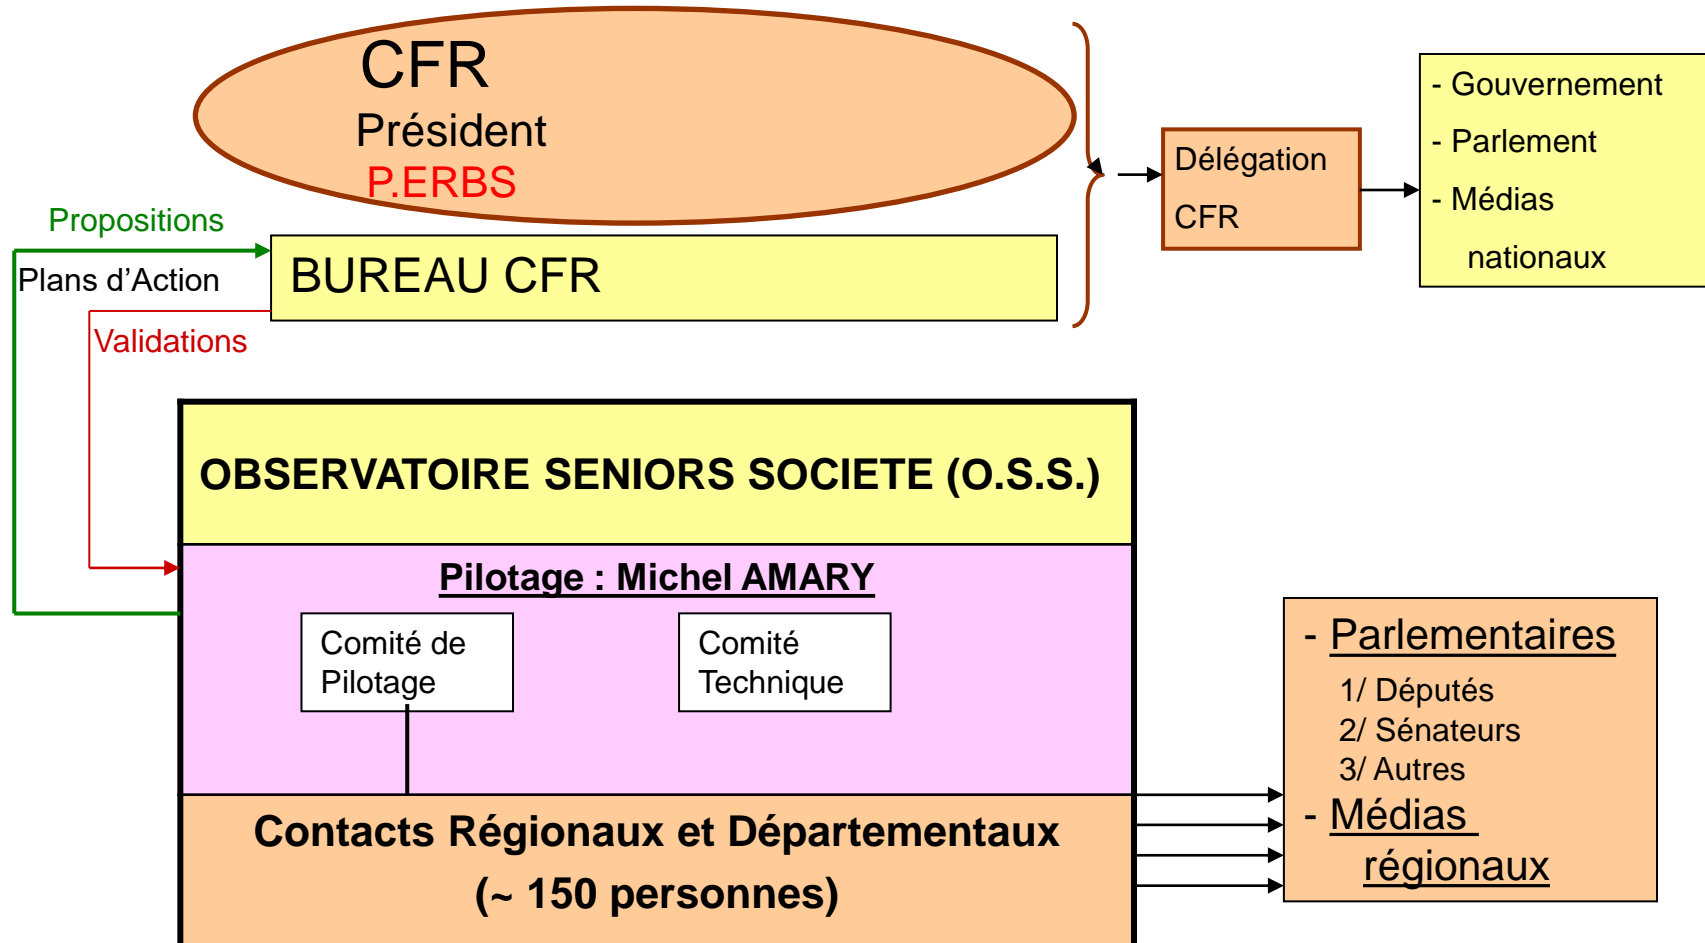 CFR
Président
P.ERBS
- Gouvernement
- Parlement
- Médias
nationaux
Délégation
CFR
Propositions
Plans d’Action
Validations
BUREAU CFR
OBSERVATOIRE SENIORS SOCIETE (O.S.S.)
Pilotage : Michel AMARY
Comité de
Pilotage
Comité
Technique
Contacts Régionaux et Départementaux
(~ 150 personnes)
- Parlementaires
1/ Députés
2/ Sénateurs
3/ Autres
- Médias
régionaux